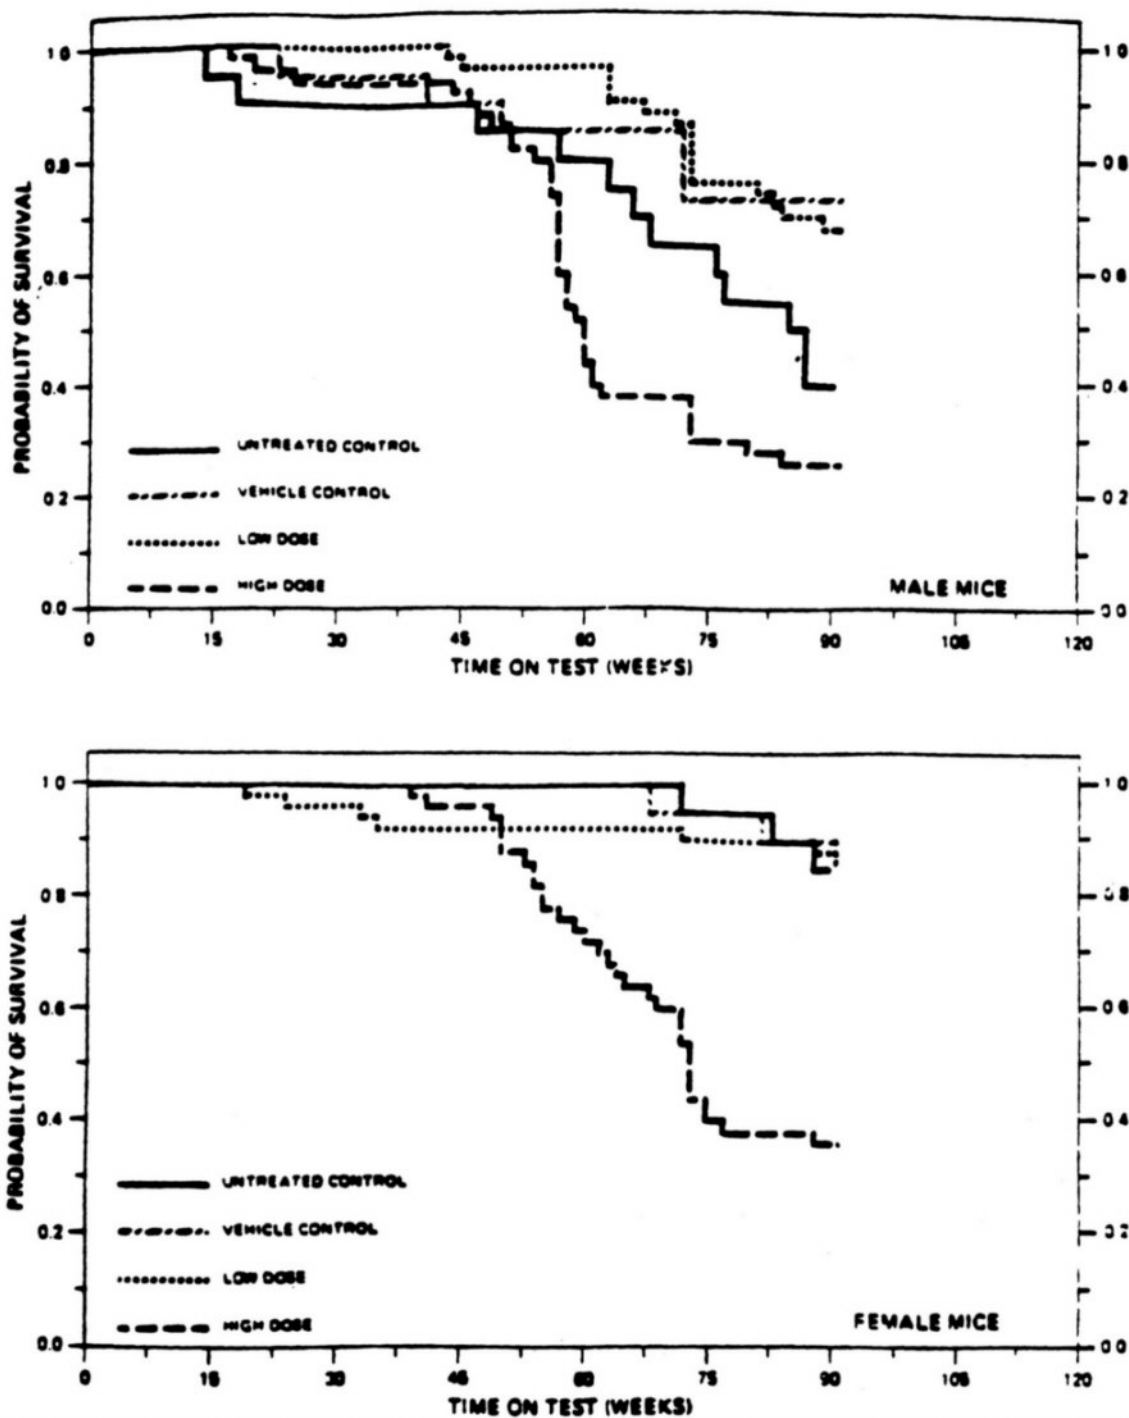 1.0
0.8
0.6
0.4
0.2
0.0
PROBABILITY OF SURVIVAL
1.0
0.8
0.6
0.4
0.2
0.0
UNTREATED CONTROL
VEHICLE CONTROL
LOW DOSE
HIGH DOSE
MALE MICE
0 15 30 45 60 75 90 105 120
TIME ON TEST (WEEKS)
1.0
0.8
0.6
0.4
0.2
0.0
PROBABILITY OF SURVIVAL
1.0
0.8
0.6
0.4
0.2
0.0
UNTREATED CONTROL
VEHICLE CONTROL
LOW DOSE
HIGH DOSE
FEMALE MICE
0 15 30 45 60 75 90 105 120
TIME ON TEST (WEEKS)